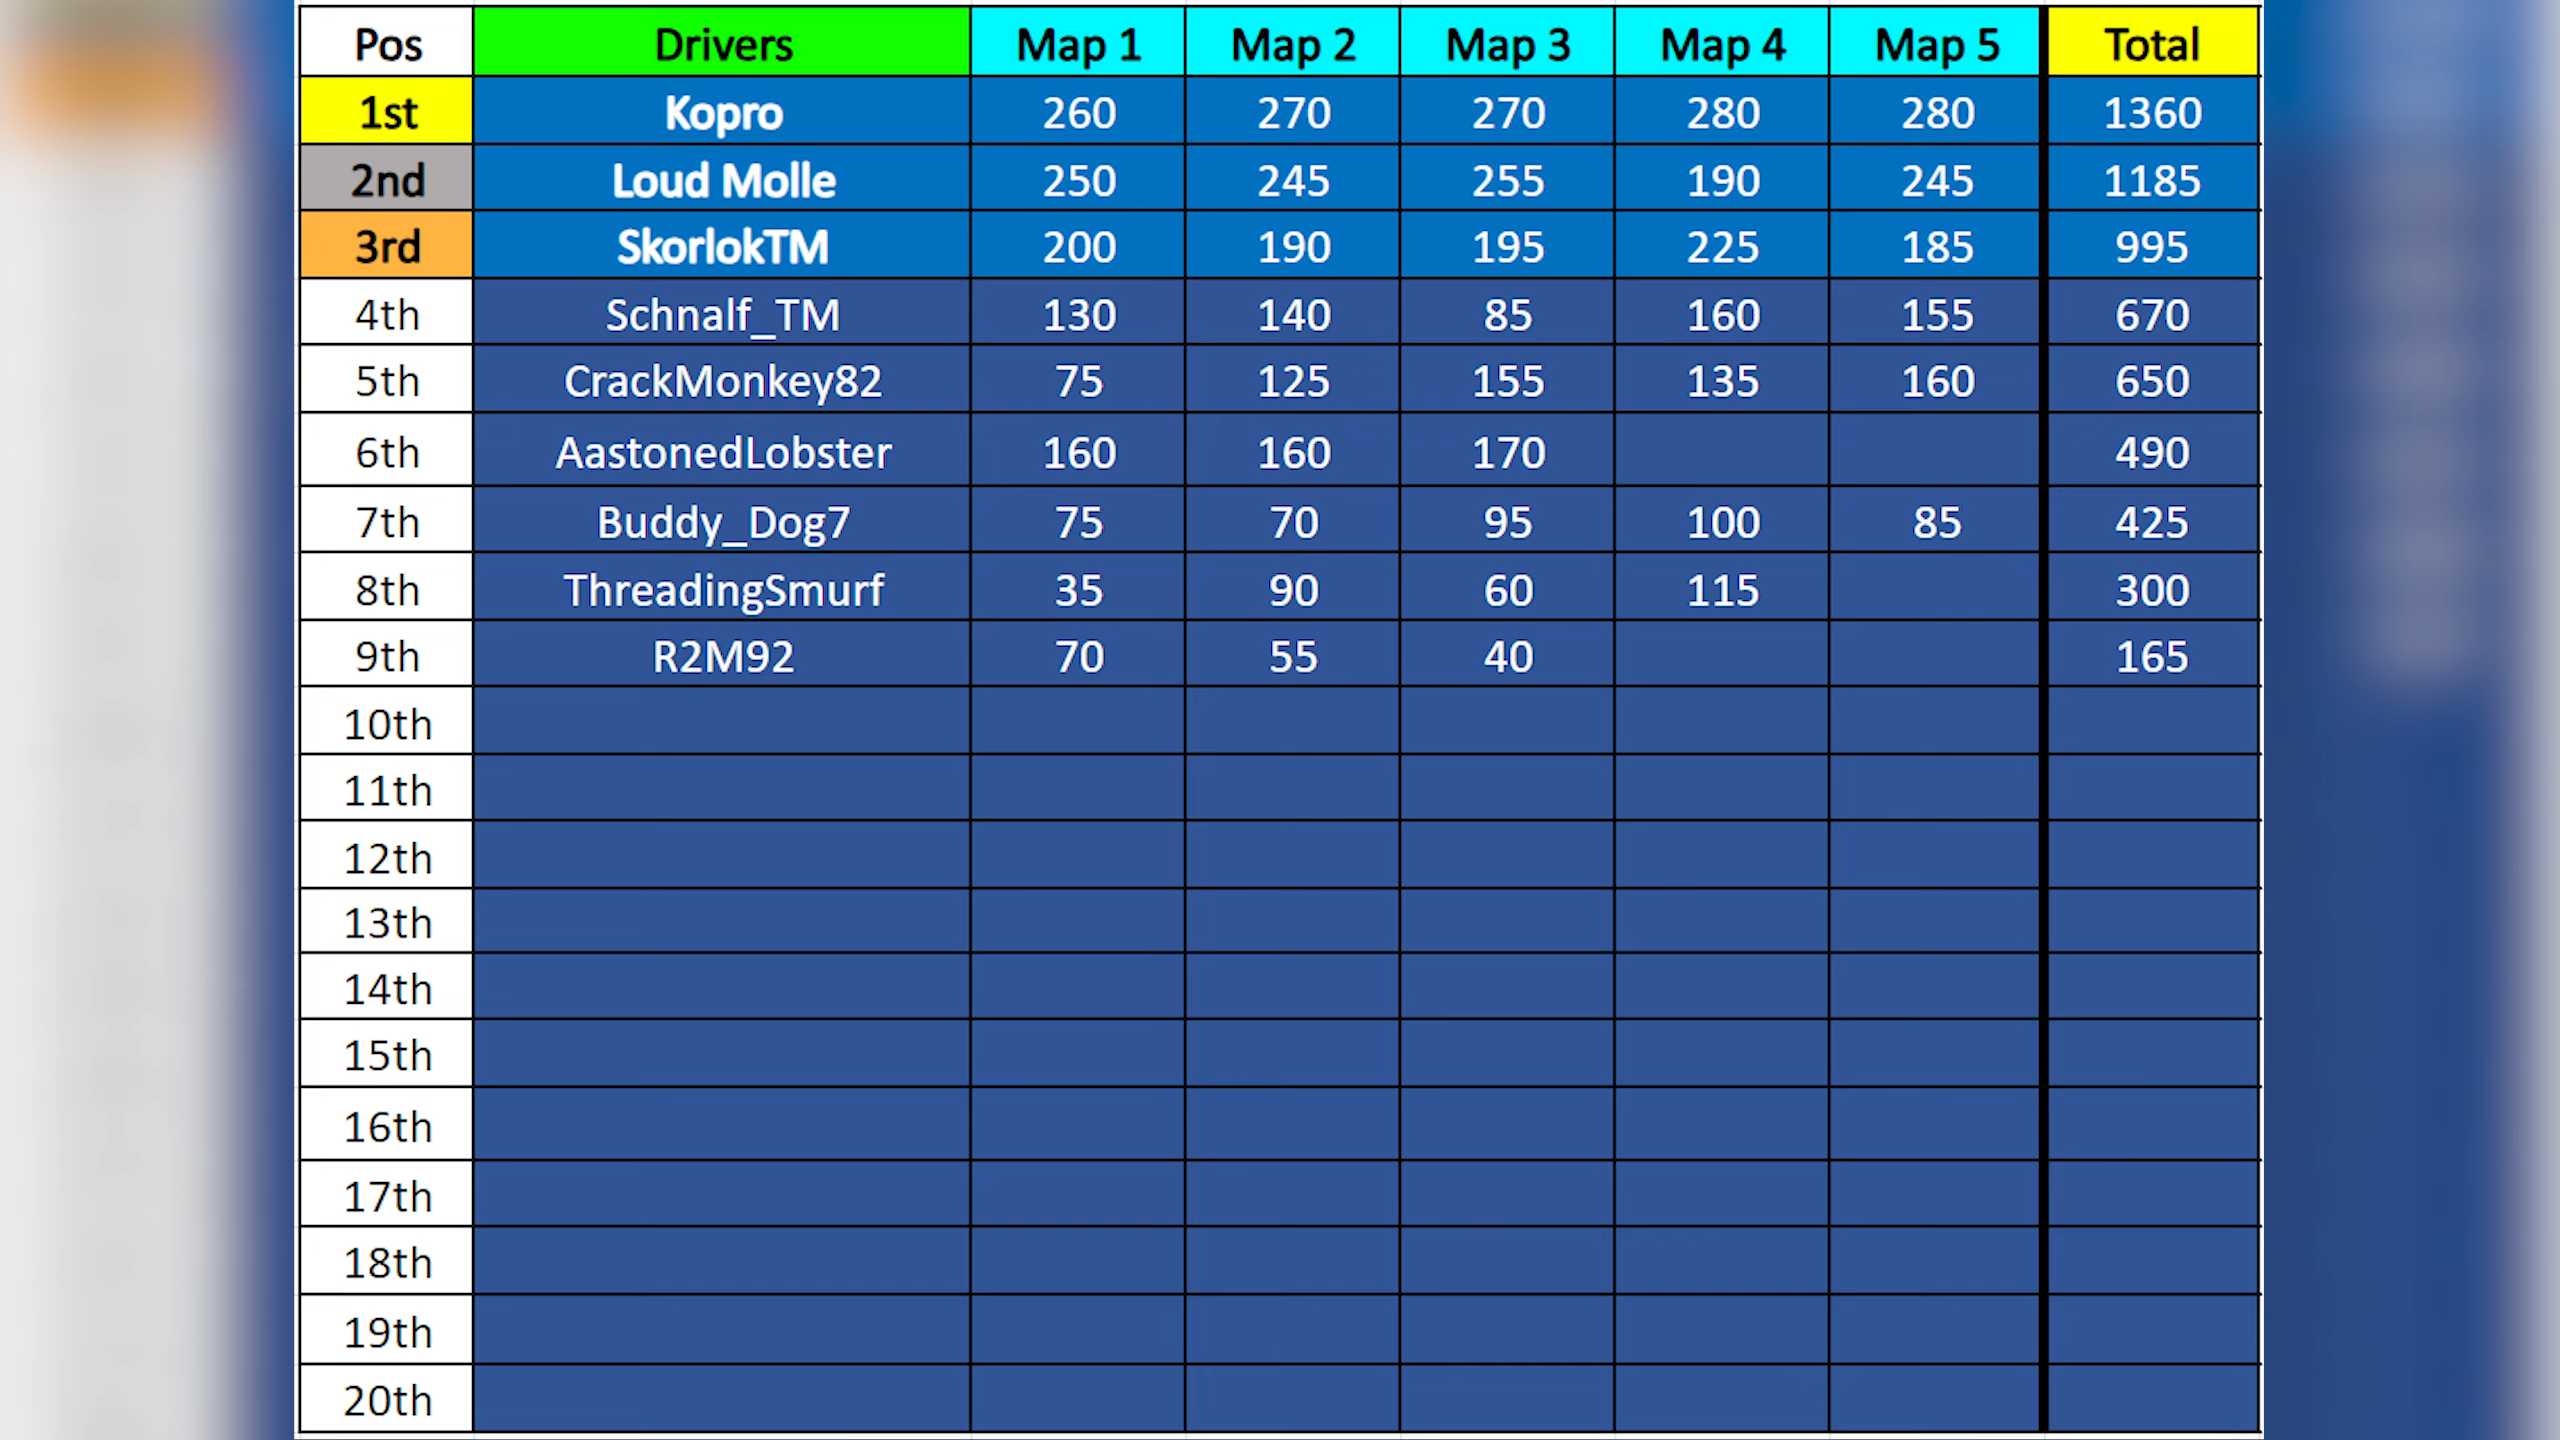 Pos Drivers Map 1 Map 2 Map 3 Map 4 Map 5 Total
1st Kopro 260 270 270 280 280 1360
2nd Loud Molle 250 245 255 190 245 1185
3rd SkorlokTM 200 190 195 225 185 995
4th Schnalf_TM 130 140 85 160 155 670
5th CrackMonkey82 75 125 155 135 160 650
6th AastonedLobster 160 160 170 490
7th Buddy_Dog7 75 70 95 100 85 425
8th ThreadingSmurf 35 90 60 115 300
9th R2M92 70 55 40 165
10th
11th
12th
13th
14th
15th
16th
17th
18th
19th
20th